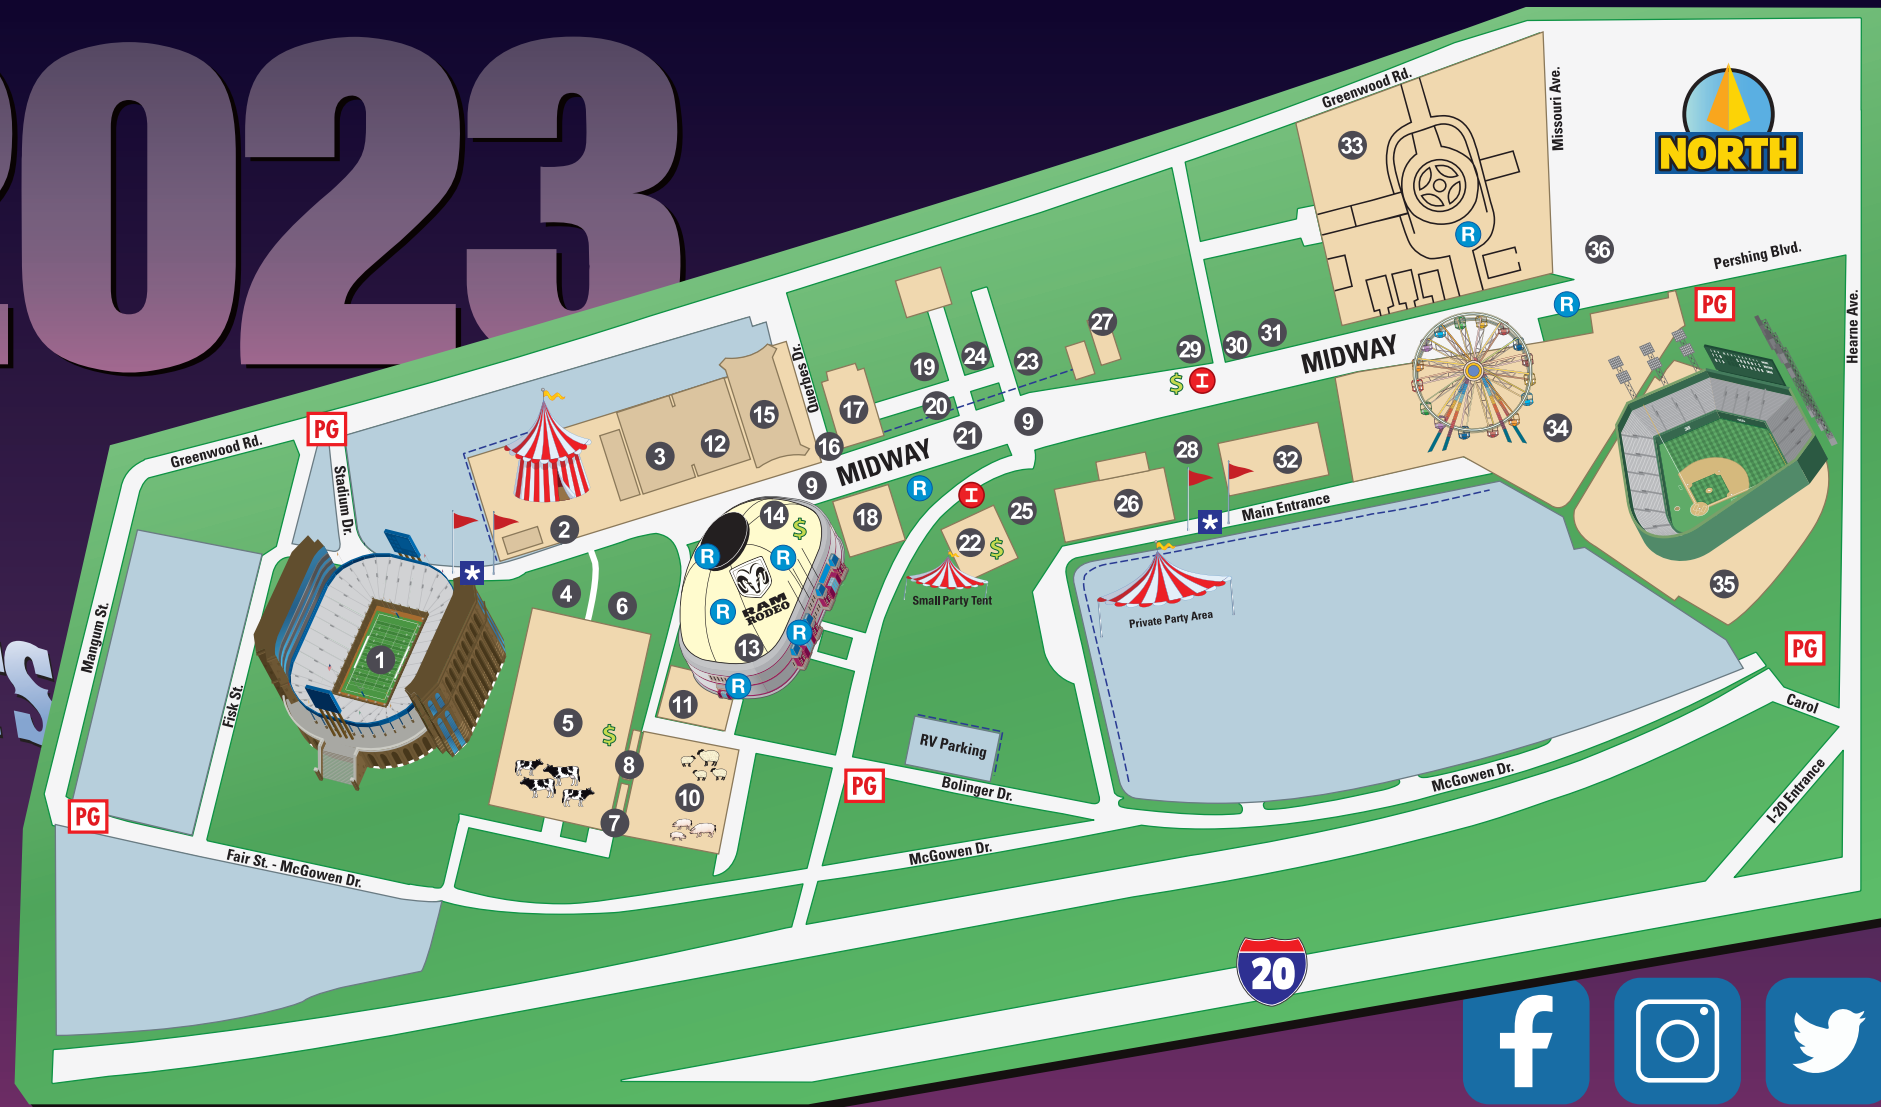 2023
S
NORTH
Greenwood Rd.
Missouri Ave.
33
R
36
Pershing Blvd.
PG
Hearne Ave.
R
27
31
30
29
MIDWAY
$
I
24
23
19
20
Querbes Dr.
17
9
21
34
15
12
3
16
MIDWAY
28
32
PG
Greenwood Rd.
Stadium Dr.
9
R
I
25
26
Main Entrance
*
18
14
$
2
22
$
R
R
*
35
Small Party Tent
Private Party Area
4
6
R
RAM
RODEO
R
13
R
1
Mangum St.
Fisk St.
PG
11
5
$
Carol
8
RV Parking
10
PG
Bolinger Dr.
McGowen Dr.
I-20 Entrance
7
PG
Fair St. - McGowen Dr.
McGowen Dr.
20
f